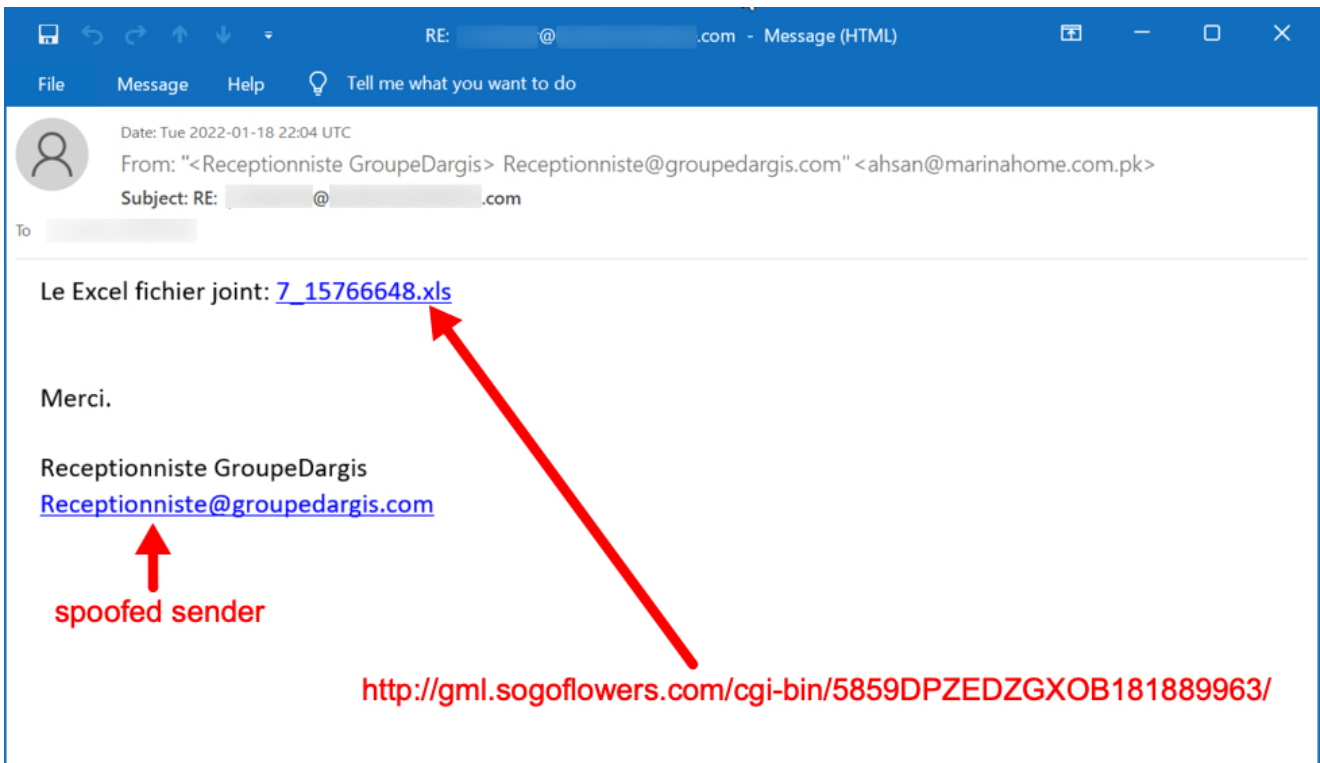 RE: @ .com - Message (HTML)
File Message Help Tell me what you want to do
Date: Tue 2022-01-18 22:04 UTC
From: "<Receptionniste GroupeDargis> Receptionniste@groupedargis.com" <ahsan@marinahome.com.pk>
Subject: RE: @ .com
To
Le Excel fichier joint: 7_15766648.xls
Merci.
Receptionniste GroupeDargis
Receptionniste@groupedargis.com
spoofed sender
http://gml.sogoflowers.com/cgi-bin/5859DPZEDZGXOB181889963/